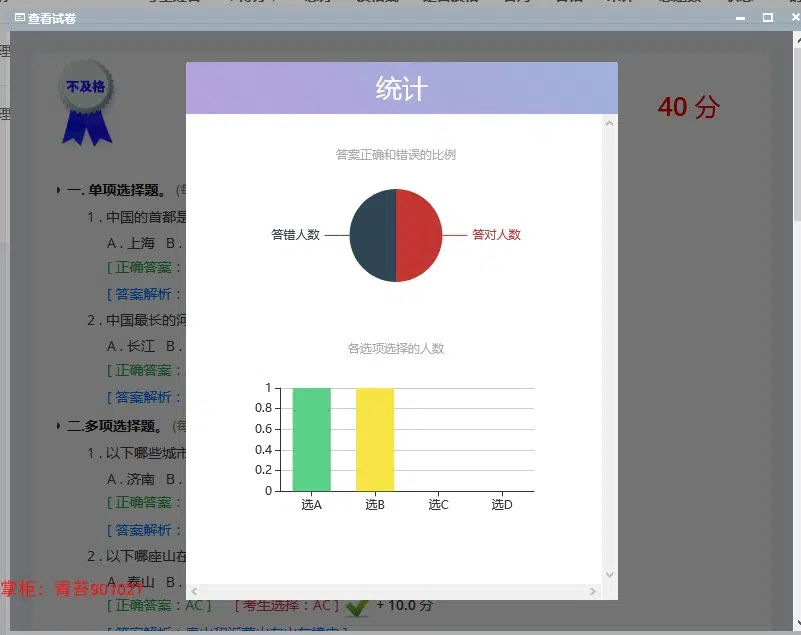 查看试卷
理
不及格
40 分
理
统计
答案正确和错误的比例
一. 单项选择题。
1 . 中国的首都是
答错人数
答对人数
A . 上海 B .
[ 正确答案：
[ 答案解析：
2 . 中国最长的河
A . 长江 B .
各选项选择的人数
[ 正确答案：
[ 答案解析：
1
0.8
0.6
0.4
0.2
0
选A 选B 选C 选D
二.多项选择题。
1 . 以下哪些城市
A . 济南 B .
[ 正确答案：
[ 答案解析：
2 . 以下哪座山在
A . 泰山 B .
掌柜：青苔901027
[ 正确答案：AC ] [ 考生选择：AC ] + 10.0 分